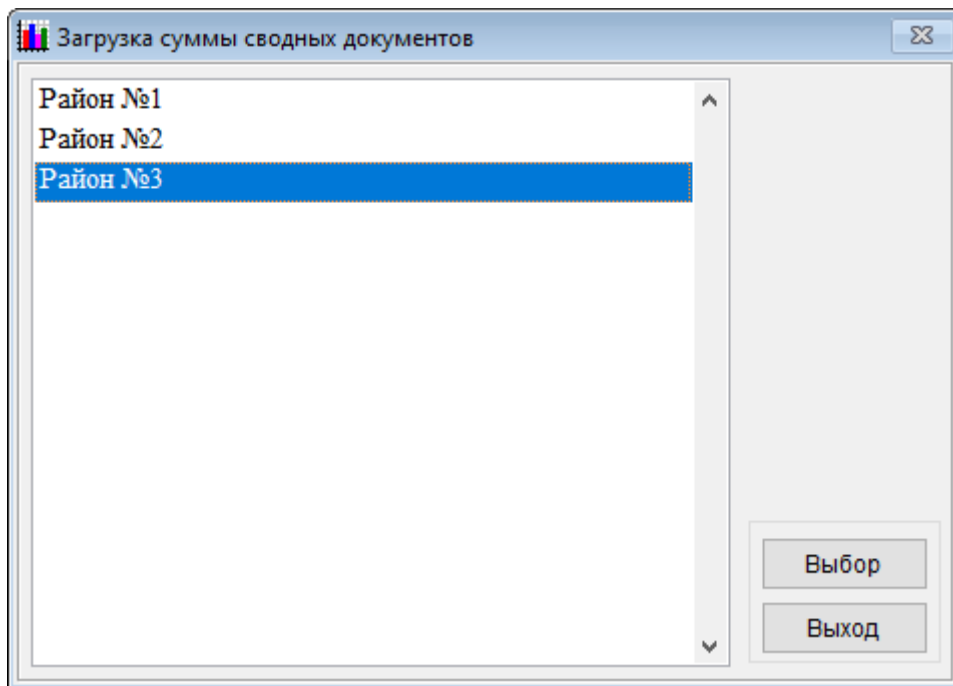 Загрузка суммы сводных документов
Район №1
Район №2
Район №3
Выбор
Выход